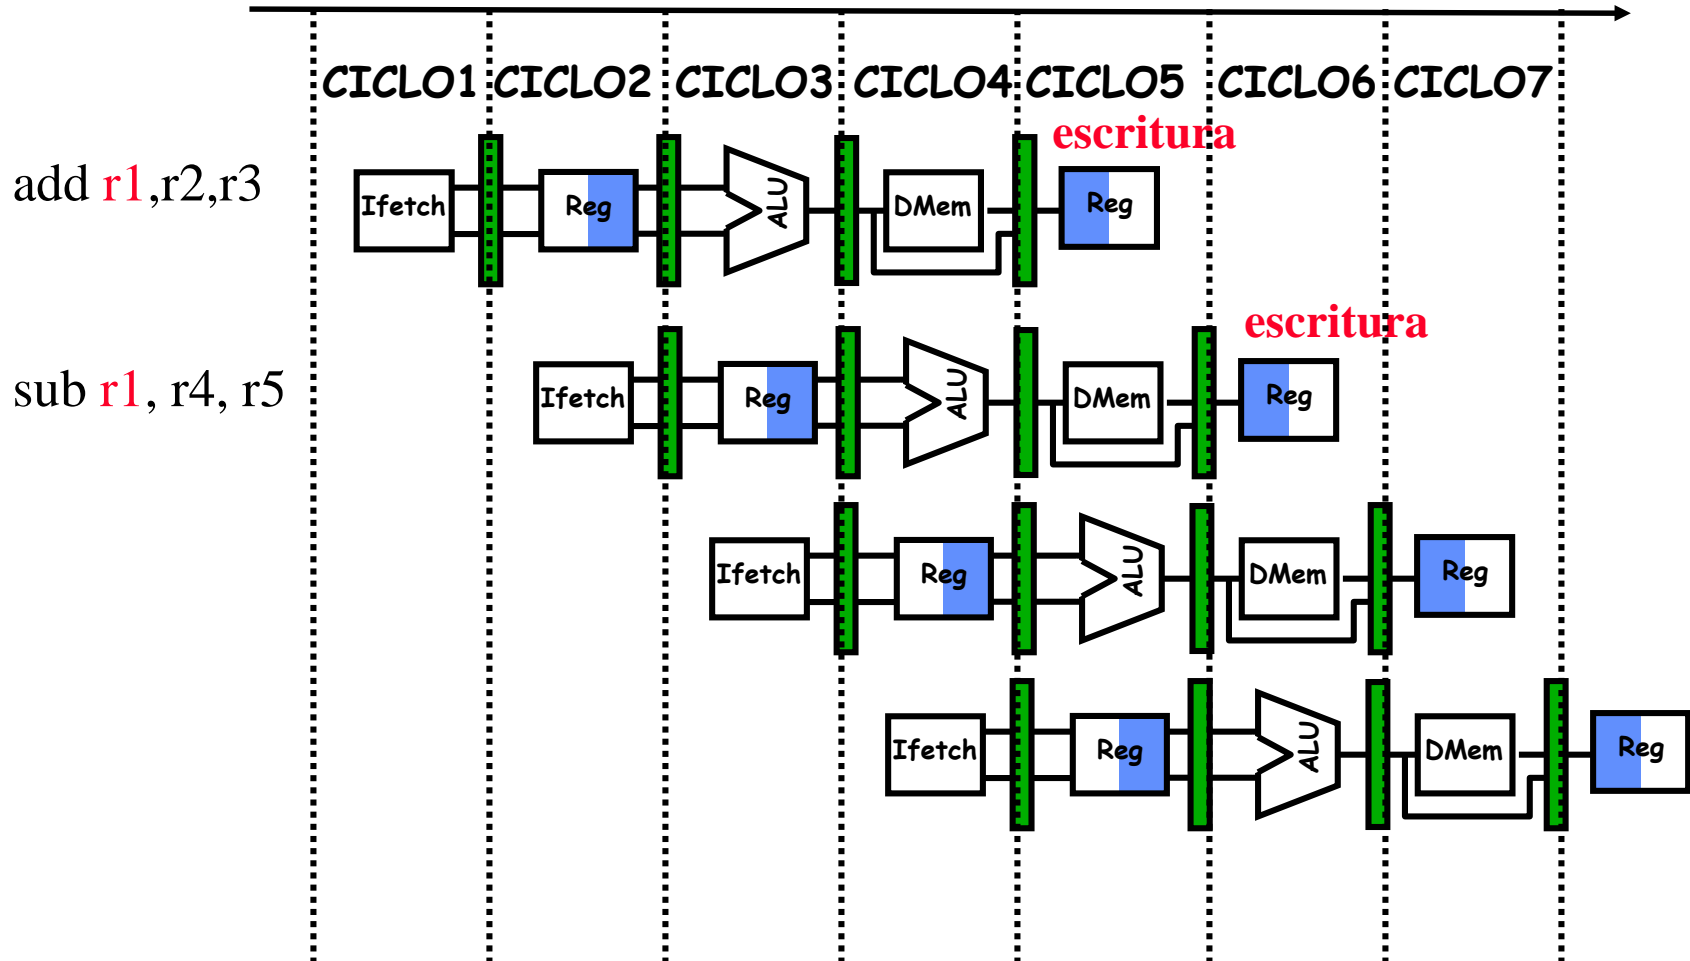 CICLO1 CICLO2 CICLO3 CICLO4 CICLO5 CICLO6 CICLO7
escritura
add r1,r2,r3
Ifetch Reg ALU DMem Reg
escritura
sub r1, r4, r5
Ifetch Reg ALU DMem Reg
Ifetch Reg ALU DMem Reg
Ifetch Reg ALU DMem Reg